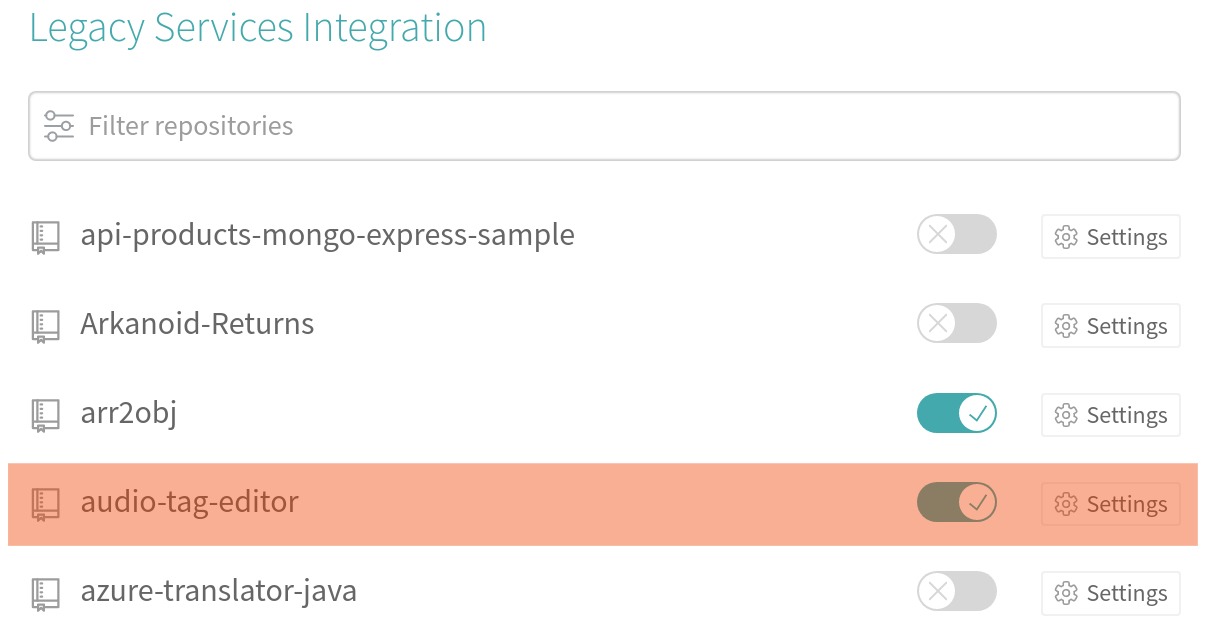 Legacy Services Integration
Filter repositories
api-products-mongo-express-sample Settings
Arkanoid-Returns Settings
arr2obj Settings
audio-tag-editor Settings
azure-translator-java Settings